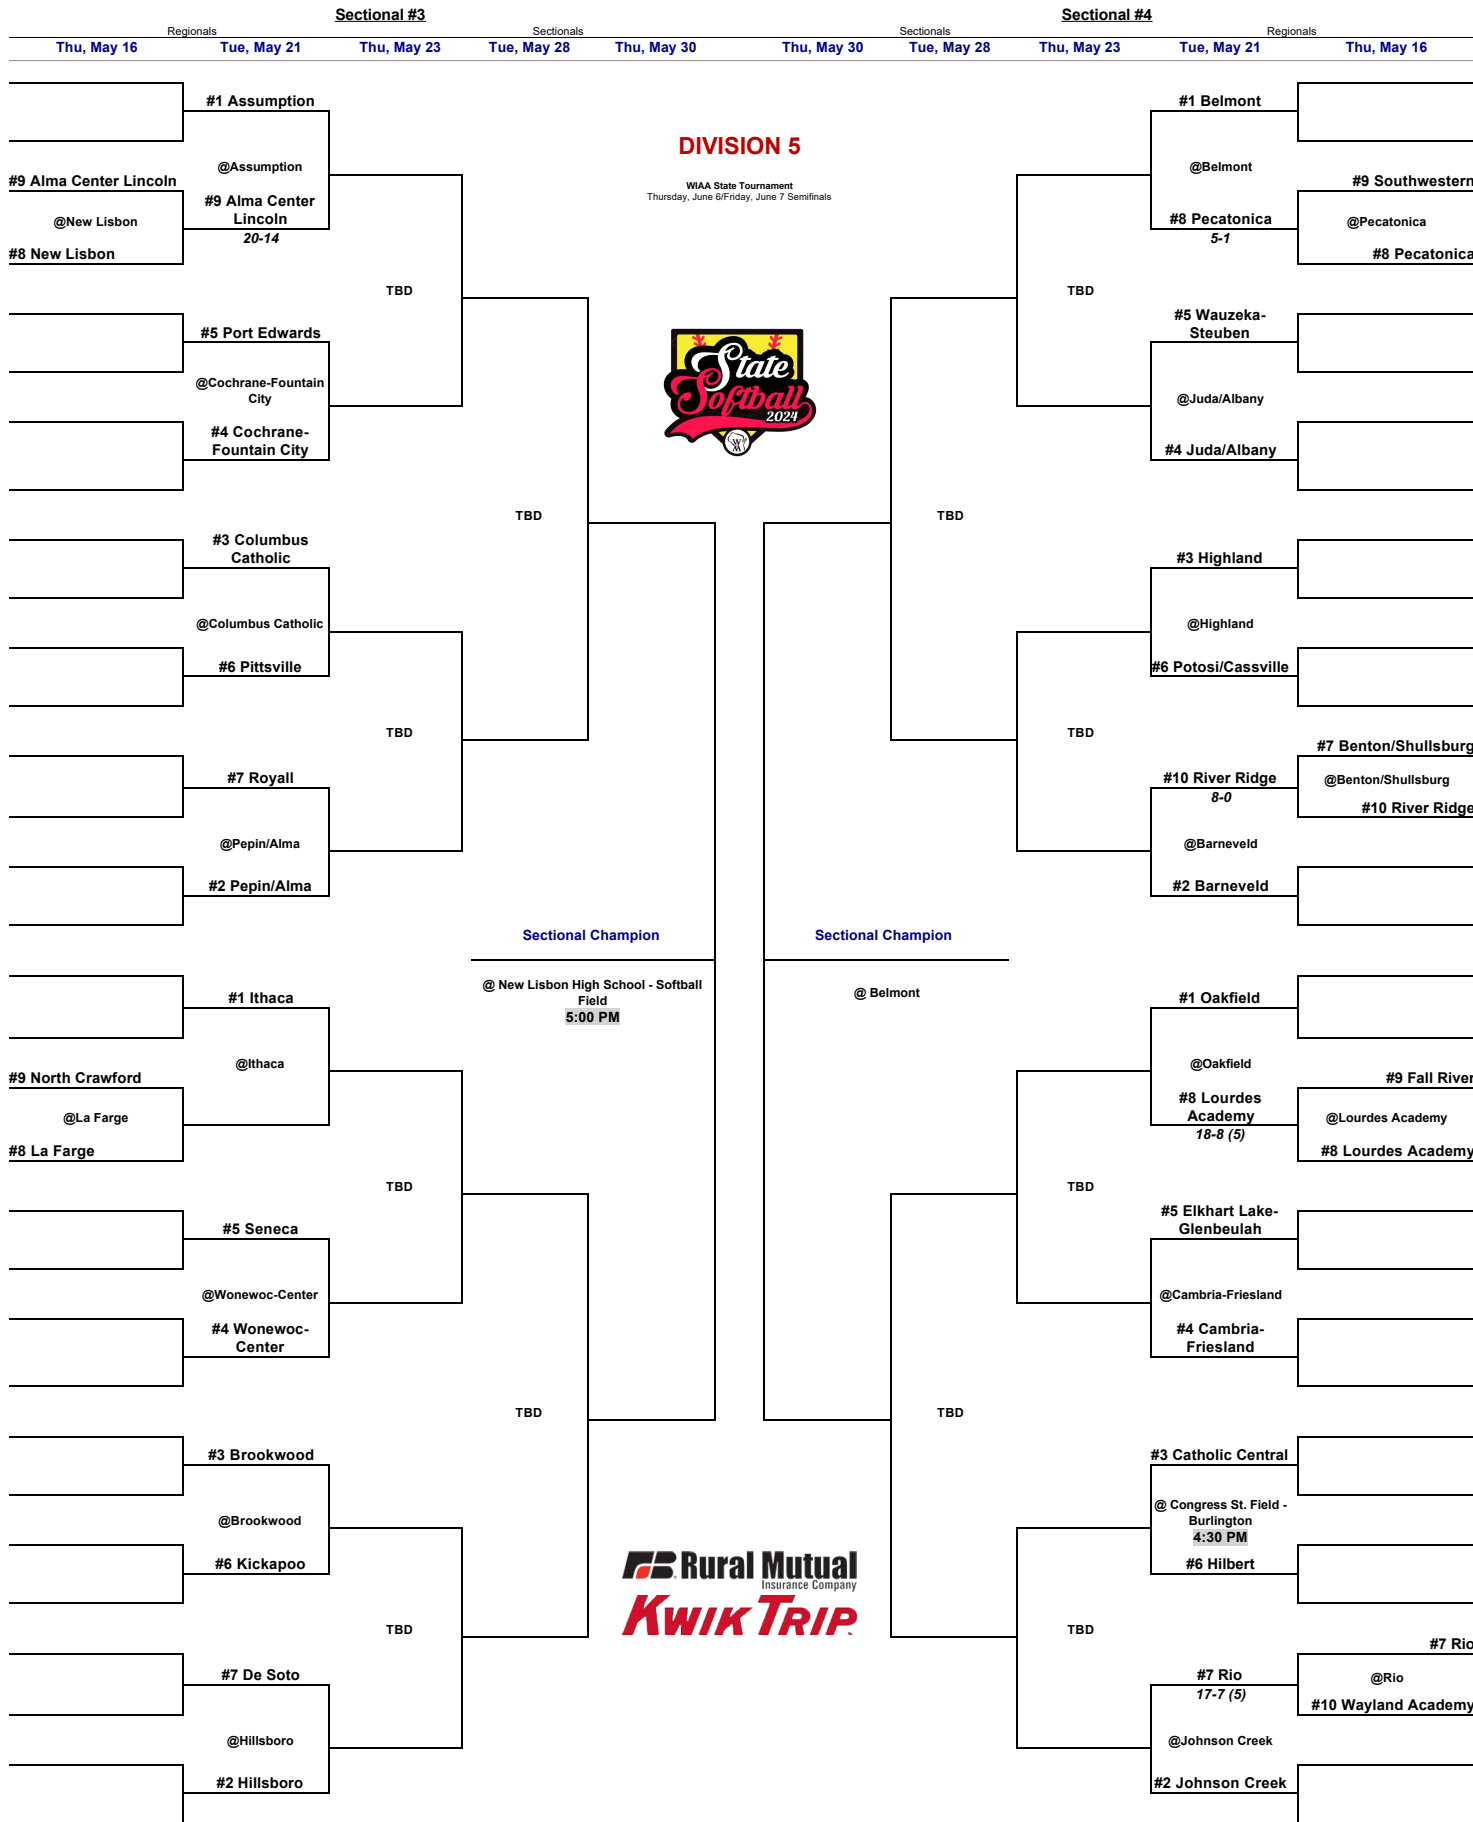 Sectional #3
Sectional #4
Regionals
Sectionals
Sectionals
Regionals
Thu, May 16
Tue, May 21
Thu, May 23
Tue, May 28
Thu, May 30
Thu, May 30
Tue, May 28
Thu, May 23
Tue, May 21
Thu, May 16
DIVISION 5
WIAA State Tournament
Thursday, June 6/Friday, June 7 Semifinals
State
Softball
2024
#1 Assumption
@Assumption
#9 Alma Center Lincoln
@New Lisbon
#8 New Lisbon
#9 Alma Center
Lincoln
20-14
TBD
#5 Port Edwards
@Cochrane-Fountain
City
#4 Cochrane-
Fountain City
TBD
#3 Columbus
Catholic
@Columbus Catholic
#6 Pittsville
TBD
#7 Royall
@Pepin/Alma
#2 Pepin/Alma
Sectional Champion
@ New Lisbon High School - Softball
Field
5:00 PM
#1 Ithaca
@Ithaca
#9 North Crawford
@La Farge
#8 La Farge
TBD
#5 Seneca
@Wonewoc-Center
#4 Wonewoc-
Center
TBD
#3 Brookwood
@Brookwood
#6 Kickapoo
TBD
#7 De Soto
@Hillsboro
#2 Hillsboro
#1 Belmont
@Belmont
#9 Southwestern
@Pecatonica
#8 Pecatonica
#8 Pecatonica
5-1
TBD
#5 Wauzeka-
Steuben
@Juda/Albany
#4 Juda/Albany
TBD
#3 Highland
@Highland
#6 Potosi/Cassville
TBD
#7 Benton/Shullsburg
@Benton/Shullsburg
#10 River Ridge
#10 River Ridge
8-0
@Barneveld
#2 Barneveld
Sectional Champion
@ Belmont
#1 Oakfield
@Oakfield
#9 Fall River
@Lourdes Academy
#8 Lourdes Academy
#8 Lourdes
Academy
18-8 (5)
TBD
#5 Elkhart Lake-
Glenbeulah
@Cambria-Friesland
#4 Cambria-
Friesland
TBD
#3 Catholic Central
@ Congress St. Field -
Burlington
4:30 PM
#6 Hilbert
TBD
#7 Rio
@Rio
#10 Wayland Academy
#7 Rio
17-7 (5)
@Johnson Creek
#2 Johnson Creek
Rural Mutual
Insurance Company
KWIK TRIP